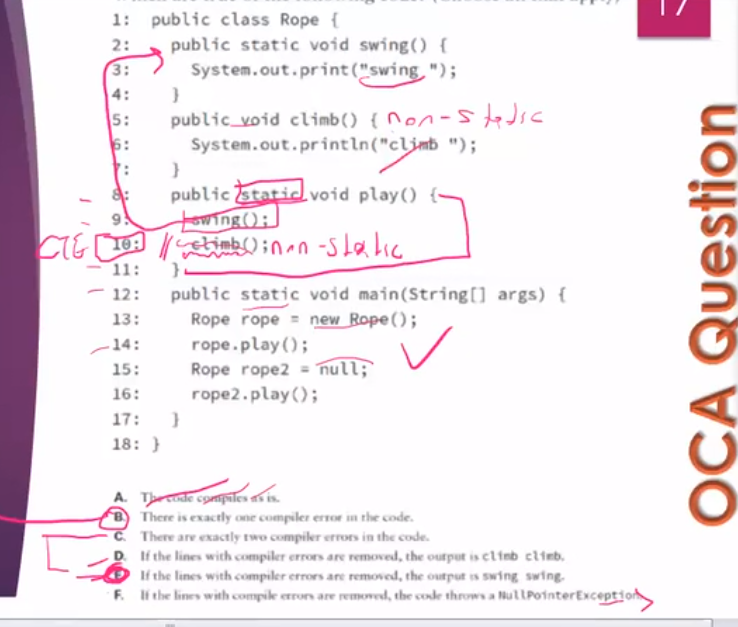 17
1: public class Rope {
2: public static void swing() {
3: System.out.print("swing ");
4: }
5: public void climb() { non-static
6: System.out.println("climb ");
7: }
8: public static void play() {
9: swing();
CTE 10: // climb(); non-static
11: }
12: public static void main(String[] args) {
13: Rope rope = new Rope();
14: rope.play();
15: Rope rope2 = null;
16: rope2.play();
17: }
18: }
A. The code compiles as is.
B. There is exactly one compiler error in the code.
C. There are exactly two compiler errors in the code.
D. If the lines with compiler errors are removed, the output is climb climb.
E. If the lines with compiler errors are removed, the output is swing swing.
F. If the lines with compile errors are removed, the code throws a NullPointerException.
OCA Question